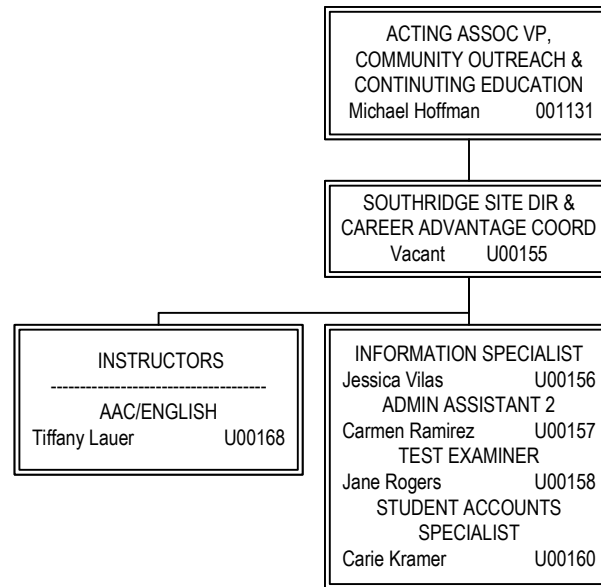 ACTING ASSOC VP,
COMMUNITY OUTREACH &
CONTINUTING EDUCATION
Michael Hoffman 001131
SOUTHRIDGE SITE DIR &
CAREER ADVANTAGE COORD
Vacant U00155
INSTRUCTORS
-------------------------------------
AAC/ENGLISH
Tiffany Lauer U00168
INFORMATION SPECIALIST
Jessica Vilas U00156
ADMIN ASSISTANT 2
Carmen Ramirez U00157
TEST EXAMINER
Jane Rogers U00158
STUDENT ACCOUNTS
SPECIALIST
Carie Kramer U00160